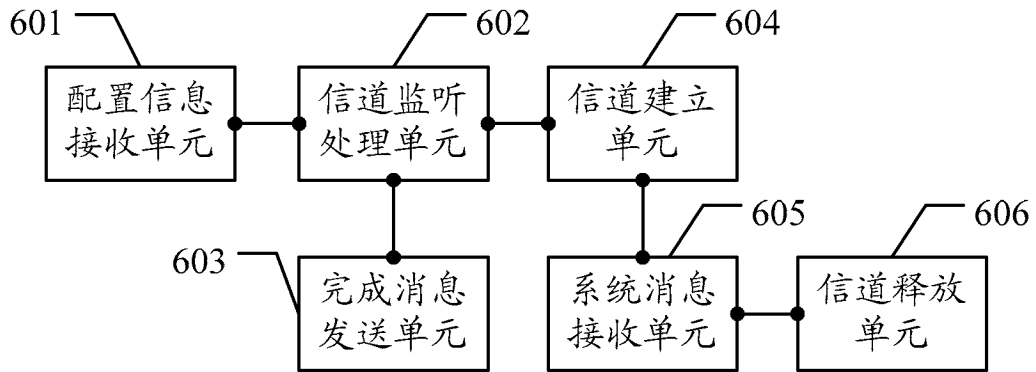 601
602
604
配置信息
接收单元
信道监听
处理单元
信道建立
单元
603
605
606
完成消息
发送单元
系统消息
接收单元
信道释放
单元